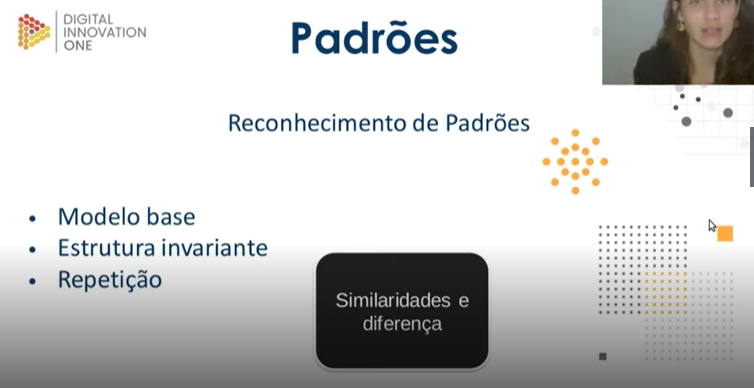 DIGITAL
INNOVATION
ONE
Padrões
Reconhecimento de Padrões
• Modelo base
• Estrutura invariante
• Repetição
Similaridades e
diferença